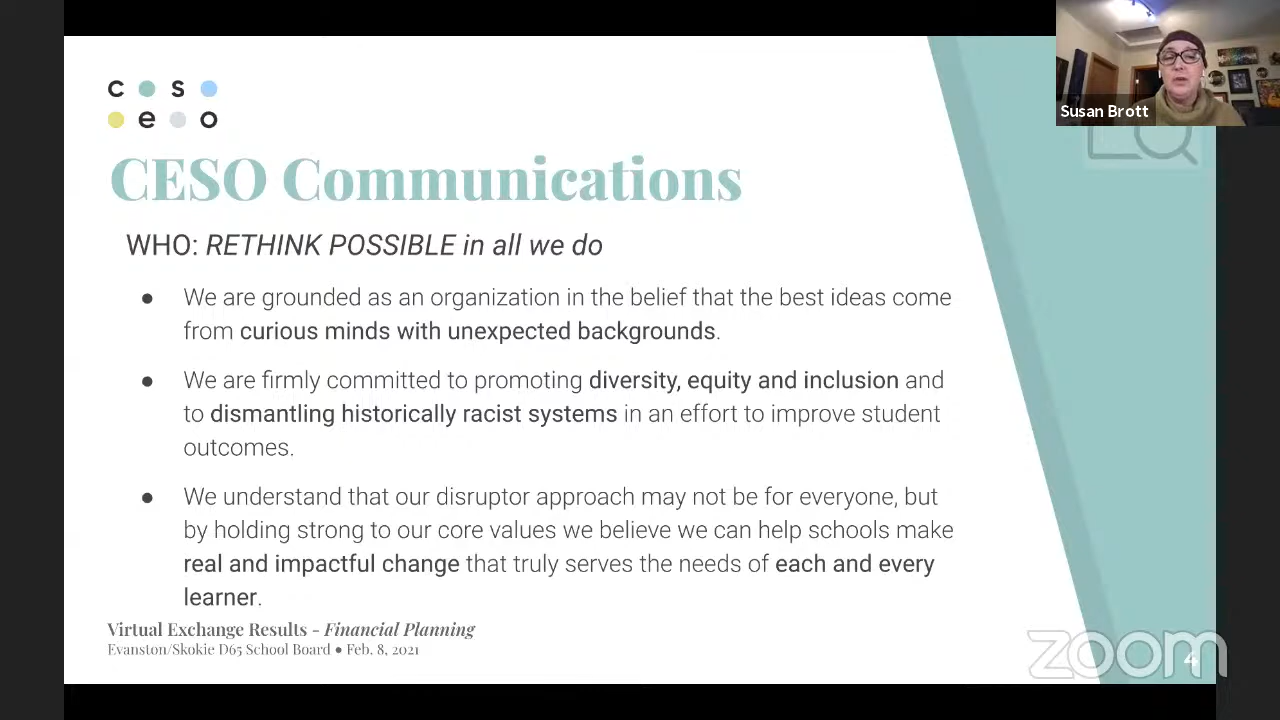 c s
e o
Susan Brott
CESO Communications
WHO: RETHINK POSSIBLE in all we do
● We are grounded as an organization in the belief that the best ideas come
from curious minds with unexpected backgrounds.
● We are firmly committed to promoting diversity, equity and inclusion and
to dismantling historically racist systems in an effort to improve student
outcomes.
● We understand that our disruptor approach may not be for everyone, but
by holding strong to our core values we believe we can help schools make
real and impactful change that truly serves the needs of each and every
learner.
Virtual Exchange Results - Financial Planning
Evanston/Skokie D65 School Board ● Feb. 8, 2021
zoom
4